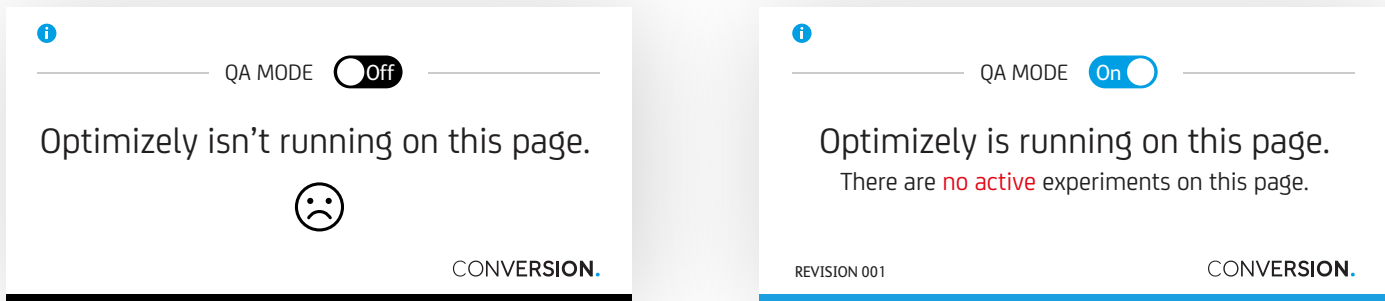 QA MODE Off
Optimizely isn't running on this page.
CONVERSION.
QA MODE On
Optimizely is running on this page.
There are no active experiments on this page.
REVISION 001
CONVERSION.